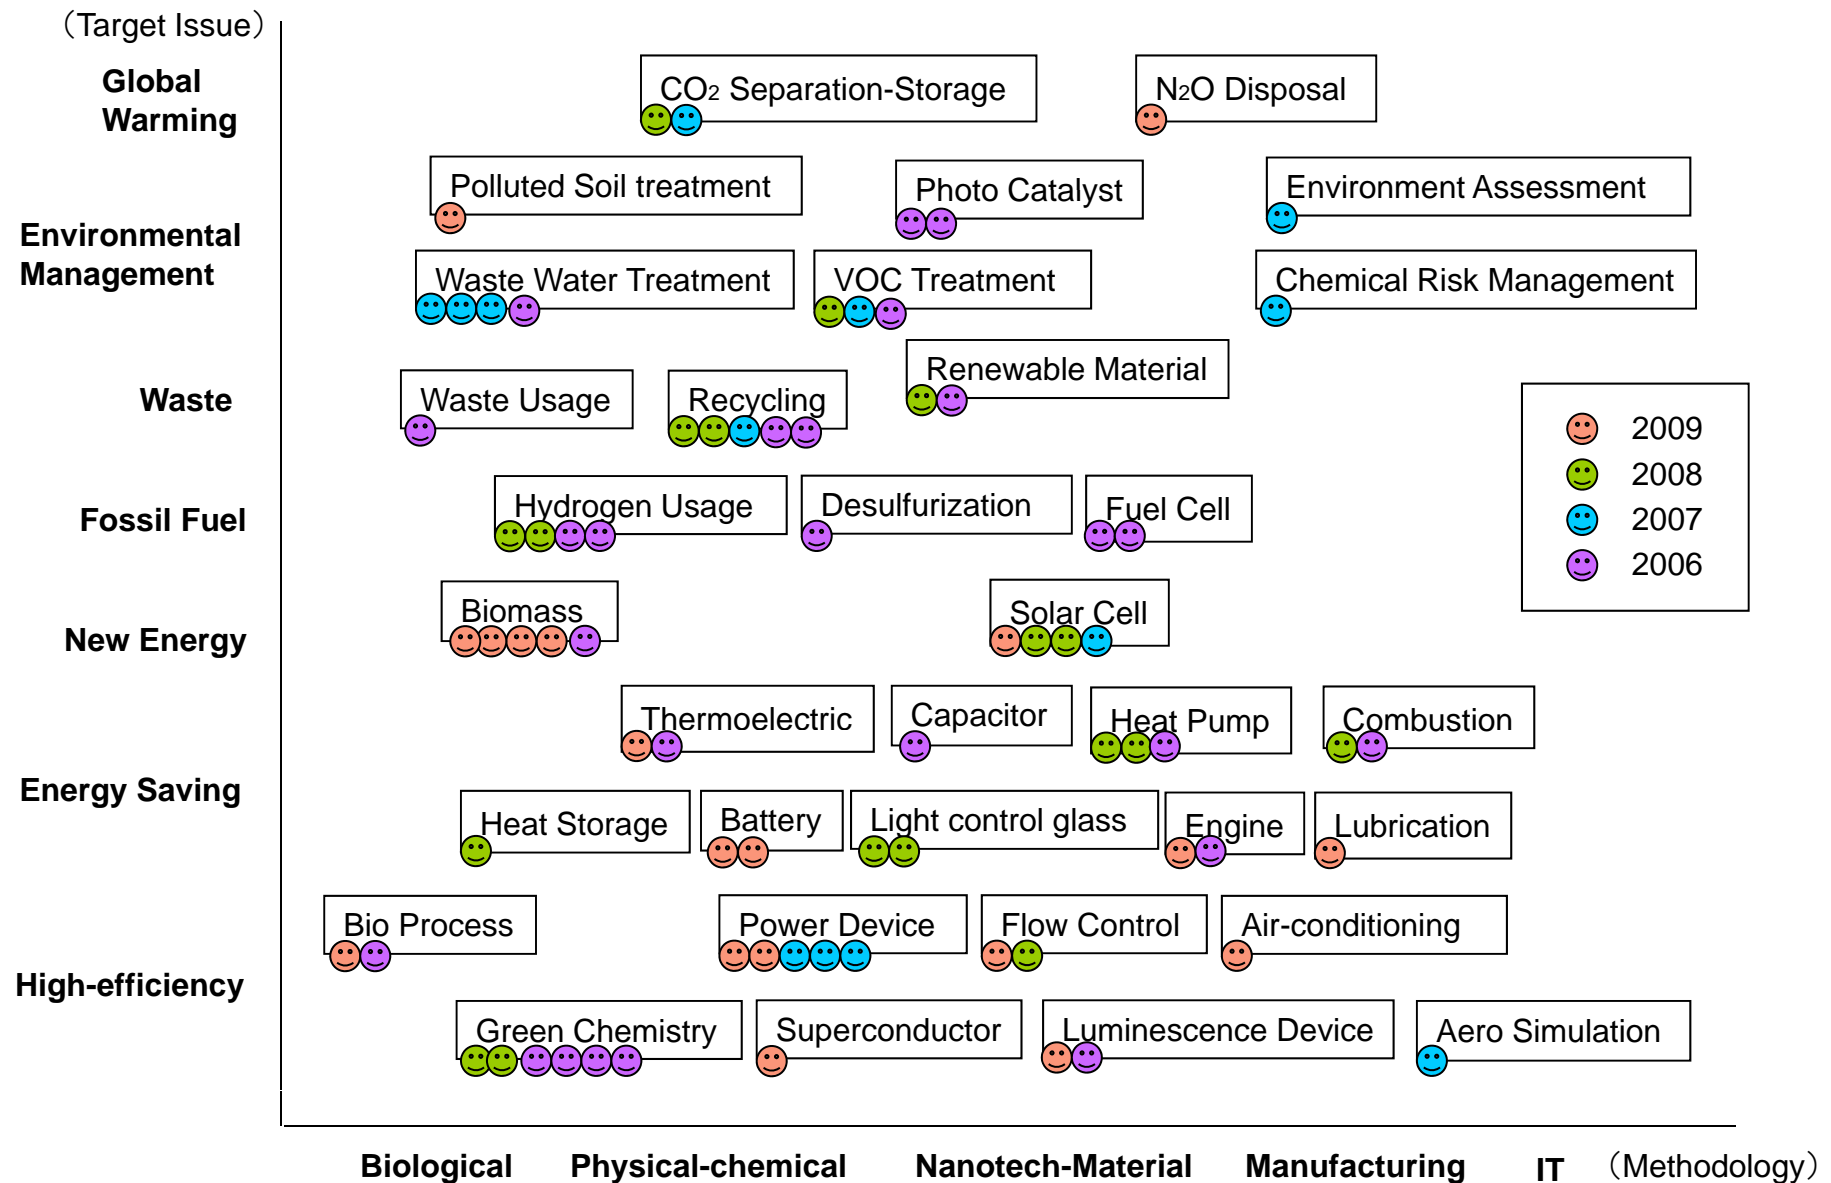 （Target Issue）
Global
Warming
CO2 Separation-Storage
N2O Disposal
Polluted Soil treatment
Photo Catalyst
Environment Assessment
Environmental
Management
Waste Water Treatment
VOC Treatment
Chemical Risk Management
Waste
Waste Usage
Recycling
Renewable Material
2009
2008
2007
2006
Fossil Fuel
Hydrogen Usage
Desulfurization
Fuel Cell
New Energy
Biomass
Solar Cell
Thermoelectric
Capacitor
Heat Pump
Combustion
Energy Saving
Heat Storage
Battery
Light control glass
Engine
Lubrication
Bio Process
Power Device
Flow Control
Air-conditioning
High-efficiency
Green Chemistry
Superconductor
Luminescence Device
Aero Simulation
Biological
Physical-chemical
Nanotech-Material
Manufacturing
IT
（Methodology）